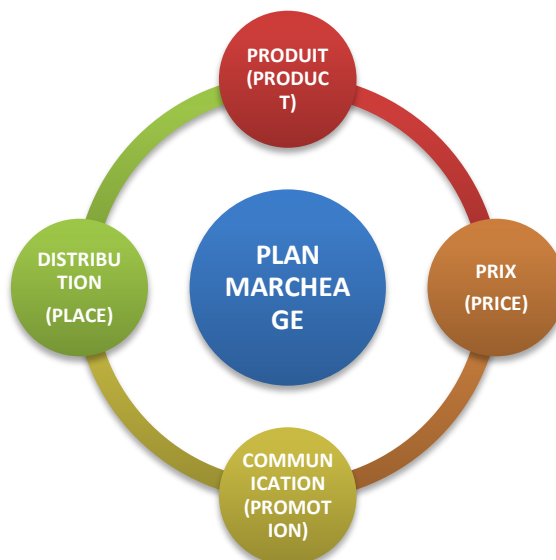 PRODUIT
(PRODUC
T)
PLAN
MARCHEA
GE
DISTRIBU
TION
(PLACE)
PRIX
(PRICE)
COMMUN
ICATION
(PROMOT
ION)